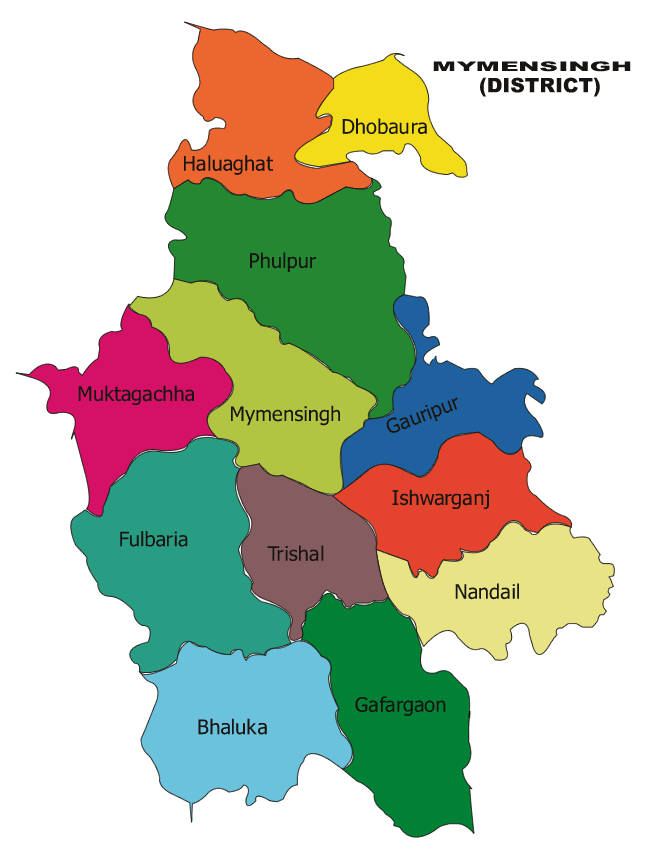 MYMENSINGH
(DISTRICT)
Dhobaura
Haluaghat
Phulpur
Muktagachha
Mymensingh
Gauripur
Ishwarganj
Fulbaria
Trishal
Nandail
Gafargaon
Bhaluka